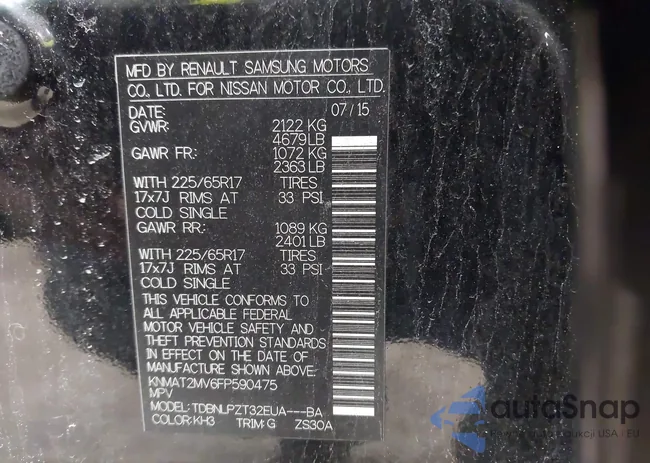 MFD BY RENAULT SAMSUNG MOTORS
CO., LTD. FOR NISSAN MOTOR CO., LTD.
DATE: 07/15
GVWR: 2122 KG
4679 LB
GAWR FR: 1072 KG
2363 LB
WITH 225/65R17 TIRES
17x7J RIMS AT 33 PSI
COLD SINGLE
GAWR RR: 1089 KG
2401 LB
WITH 225/65R17 TIRES
17x7J RIMS AT 33 PSI
COLD SINGLE
THIS VEHICLE CONFORMS TO
ALL APPLICABLE FEDERAL
MOTOR VEHICLE SAFETY AND
THEFT PREVENTION STANDARDS
IN EFFECT ON THE DATE OF
MANUFACTURE SHOWN ABOVE.
KNMAT2MV6FP590475
MPV
MODEL: TDBNLPZT32EUA---BA
COLOR: KH3 TRIM: G ZS30A
autoSnap
USA / EU